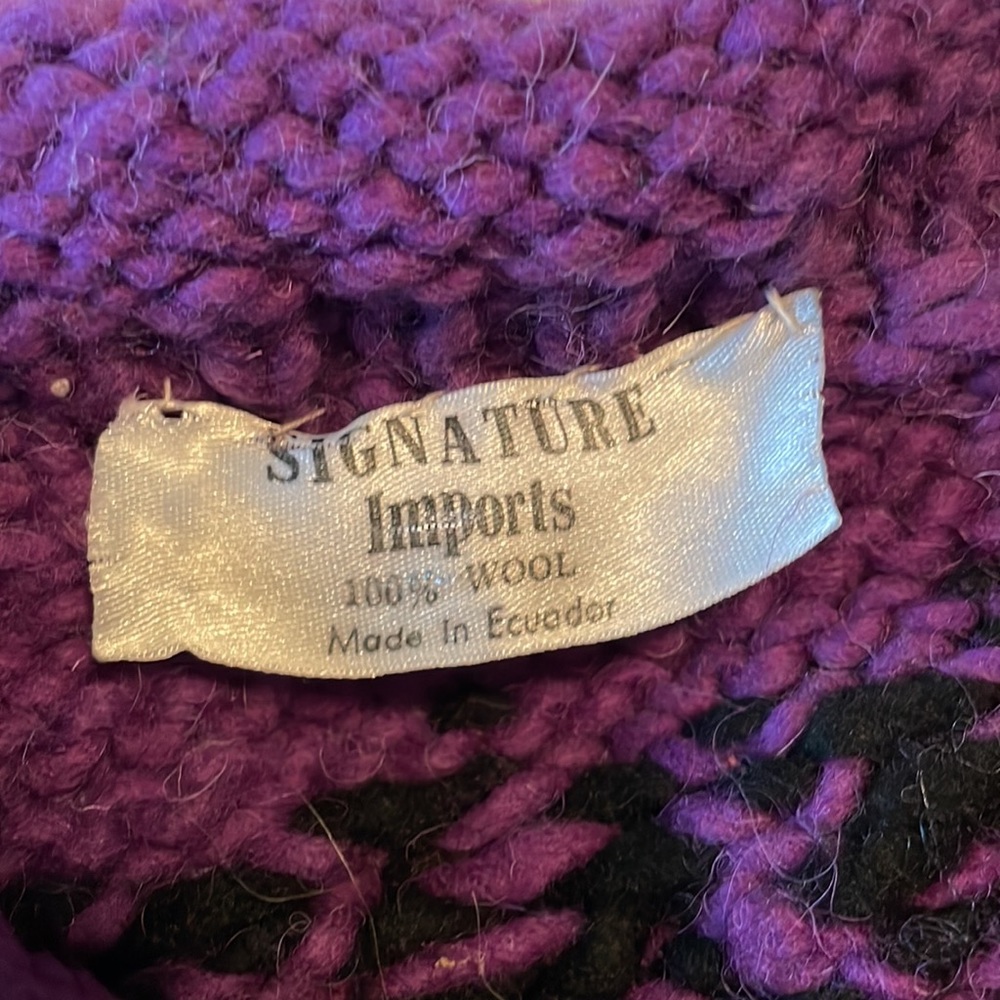 SIGNATURE
Imports
100% WOOL
Made In Ecuador